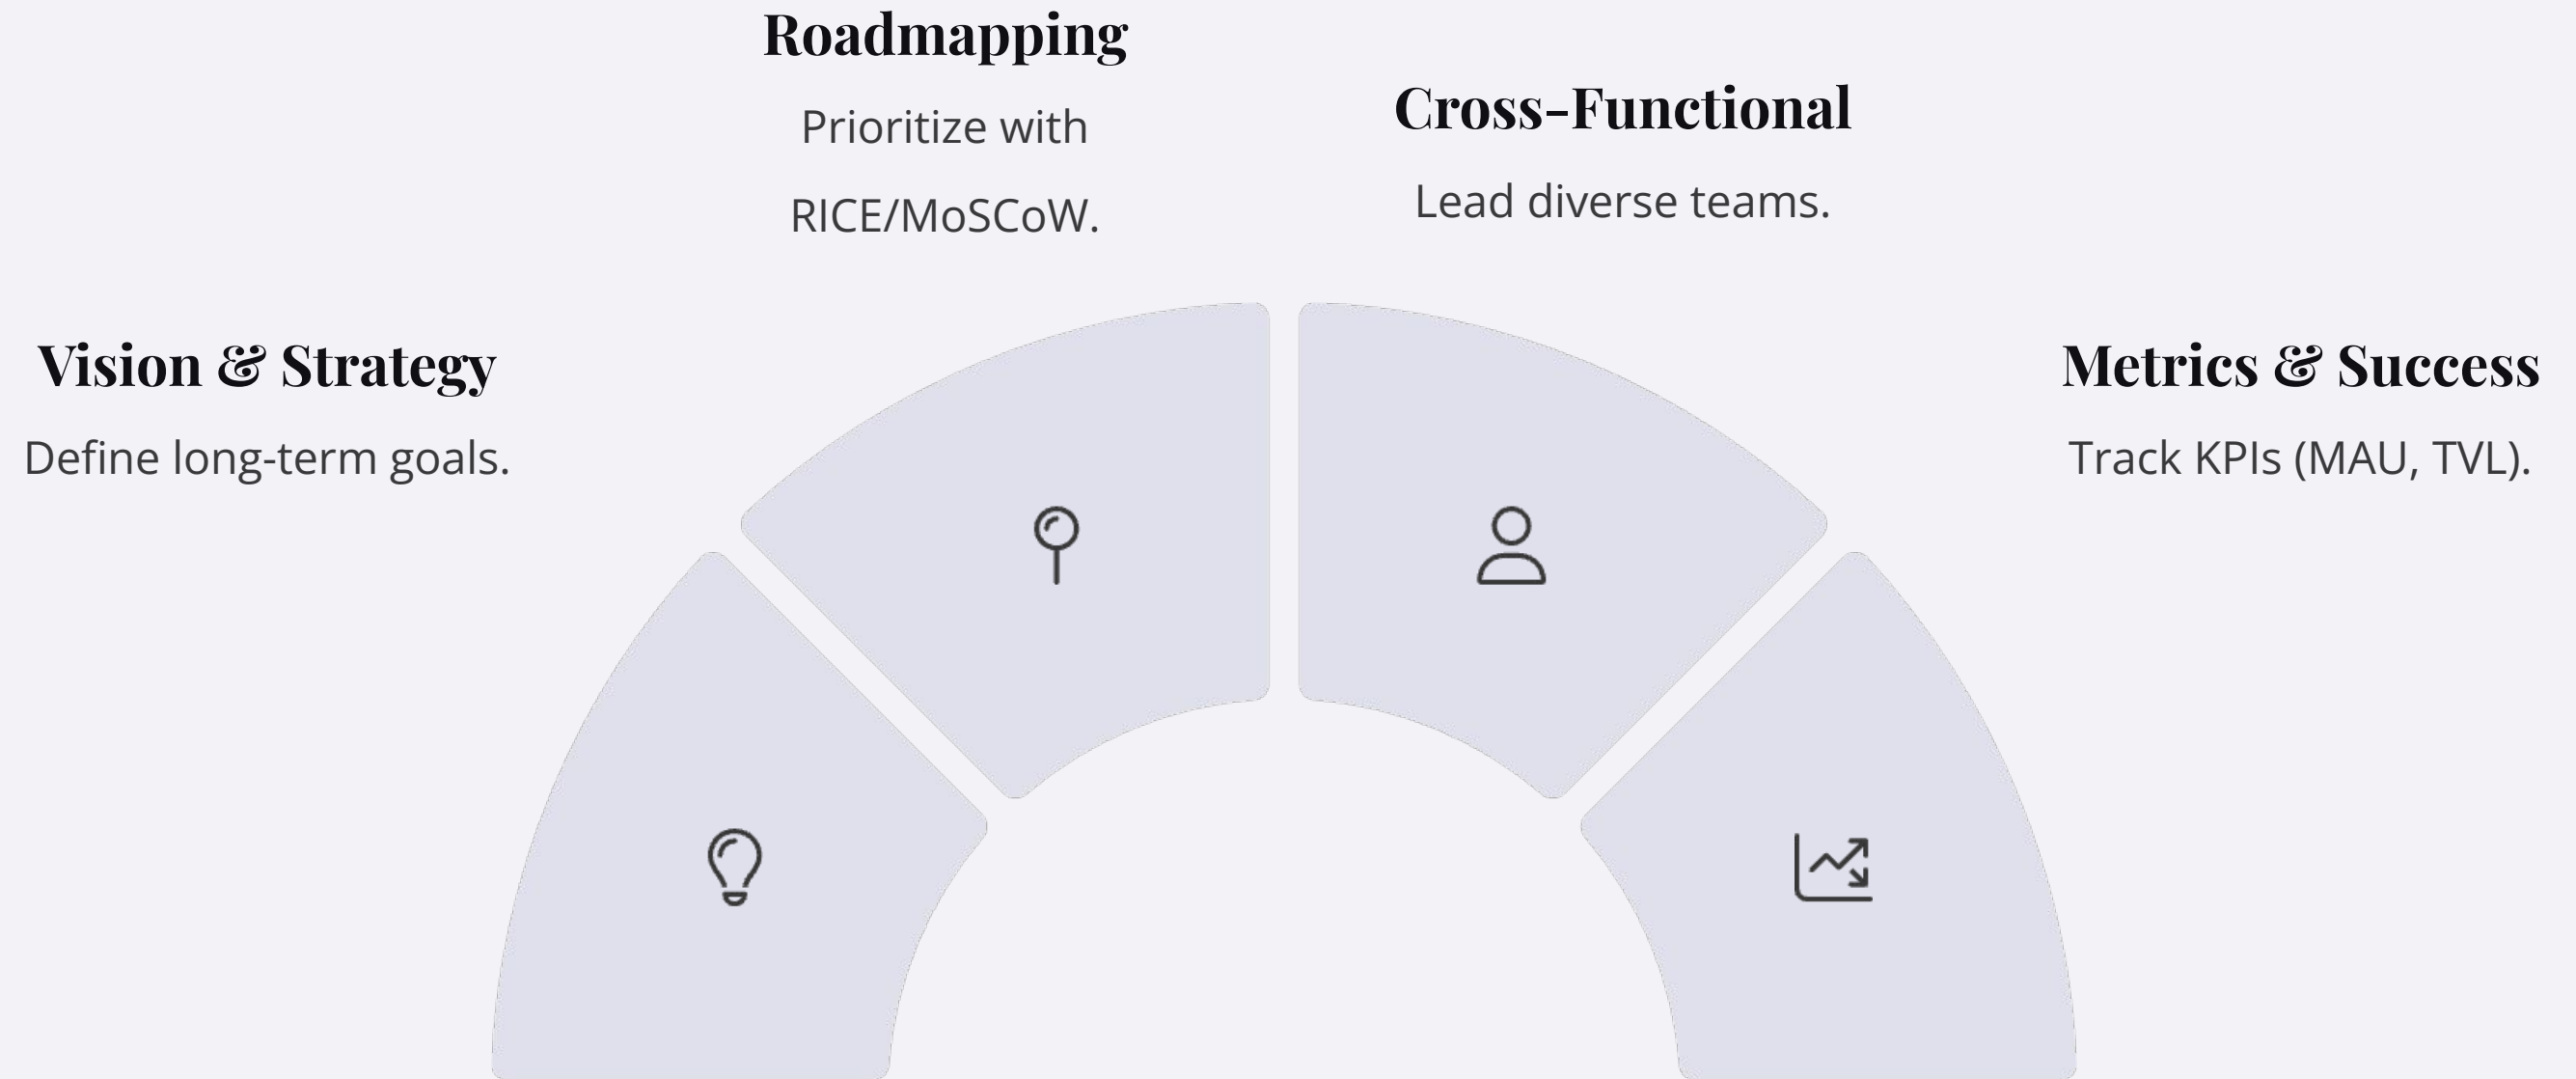 Vision & Strategy
Define long-term goals.
Roadmapping
Prioritize with
RICE/MoSCoW.
Cross-Functional
Lead diverse teams.
Metrics & Success
Track KPIs (MAU, TVL).